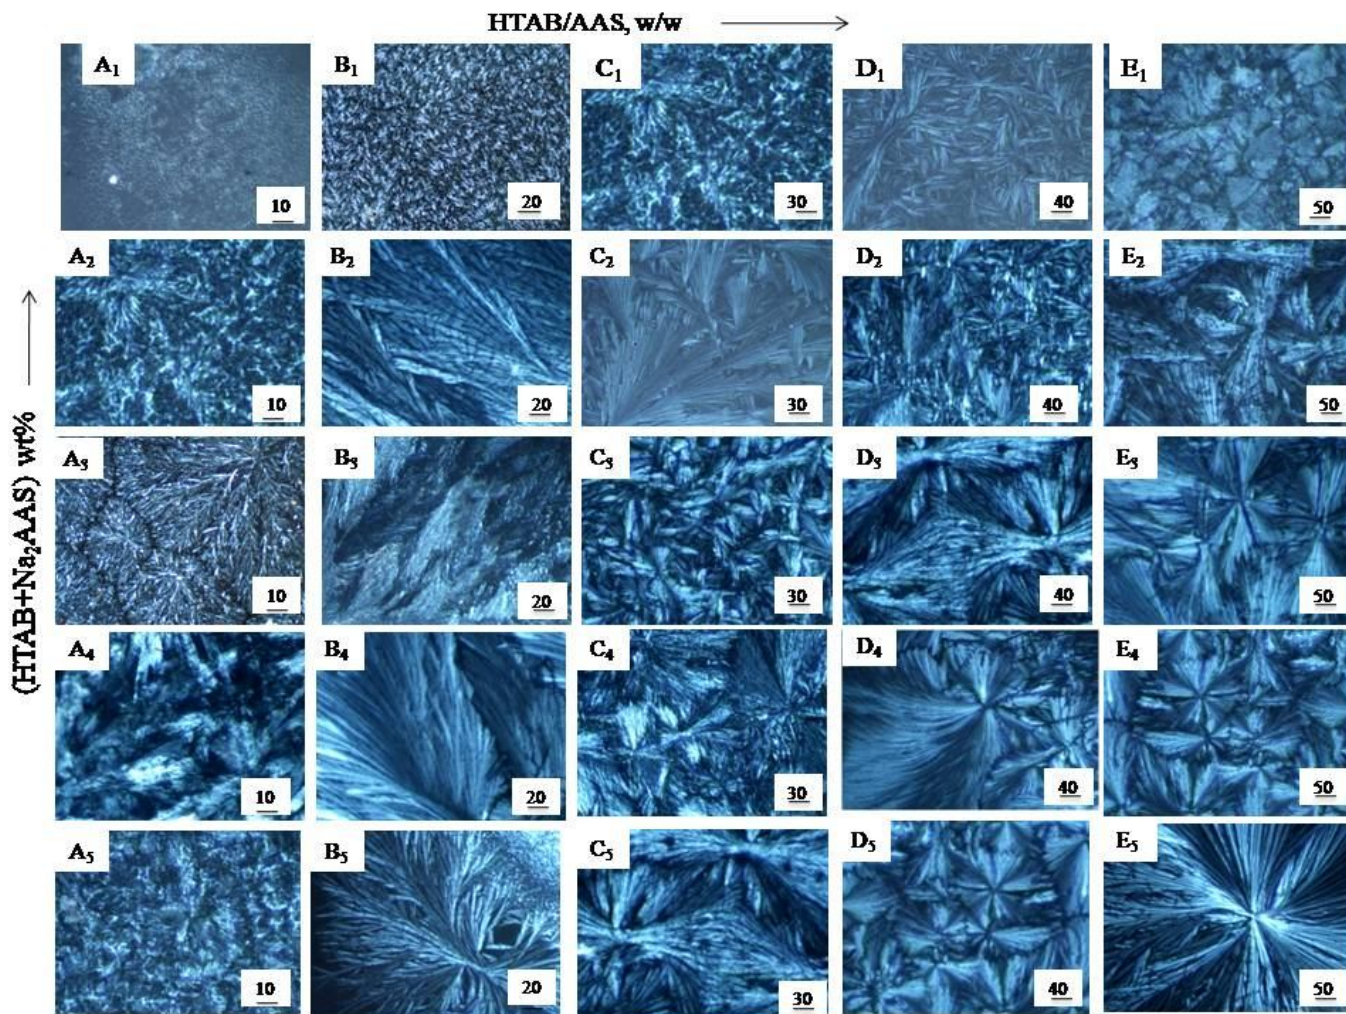 HTAB/AAS, w/w
(HTAB+Na₂AAS) wt%
A₁ B₁ C₁ D₁ E₁
10 20 30 40 50
A₂ B₂ C₂ D₂ E₂
10 20 30 40 50
A₃ B₃ C₃ D₃ E₃
10 20 30 40 50
A₄ B₄ C₄ D₄ E₄
10 20 30 40 50
A₅ B₅ C₅ D₅ E₅
10 20 30 40 50